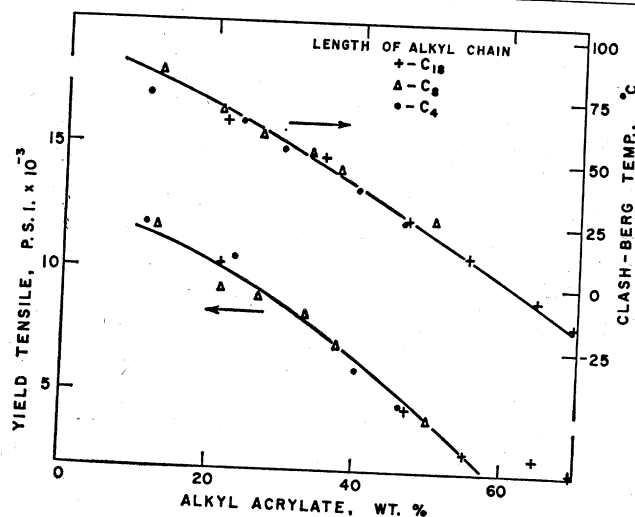 LENGTH OF ALKYL CHAIN
+ - C18
Δ - C8
• - C4
YIELD TENSILE, P.S.I. × 10⁻³
15
10
5
0
20
40
60
ALKYL ACRYLATE, WT. %
100
75
50
25
0
-25
CLASH-BERG TEMP., °C